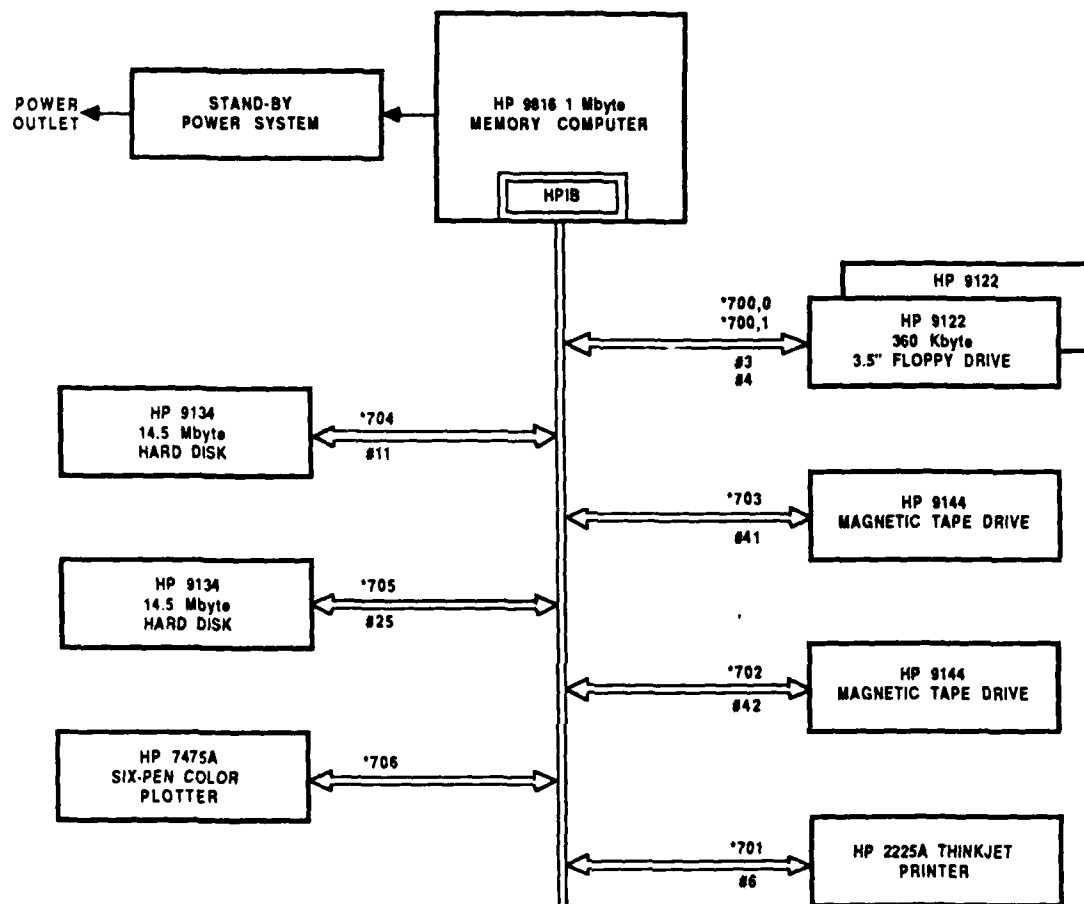 POWER
OUTLET
STAND-BY
POWER SYSTEM
HP 9816 1 Mbyte
MEMORY COMPUTER
HPIB
HP 9122
*700,0
*700,1
#3
#4
HP 9122
360 Kbyte
3.5" FLOPPY DRIVE
HP 9134
14.5 Mbyte
HARD DISK
*704
#11
*703
#41
HP 9144
MAGNETIC TAPE DRIVE
HP 9134
14.5 Mbyte
HARD DISK
*705
#25
*702
#42
HP 9144
MAGNETIC TAPE DRIVE
HP 7475A
SIX-PEN COLOR
PLOTTER
*706
*701
#6
HP 2225A THINKJET
PRINTER